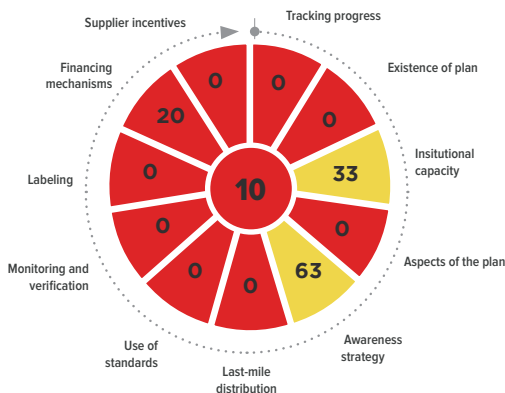 Tracking progress
0
Existence of plan
0
Insitutional
capacity
33
Aspects of the plan
0
Awareness
strategy
63
Last-mile
distribution
0
Use of
standards
0
Monitoring and
verification
0
Labeling
0
Financing
mechanisms
20
Supplier incentives
0
10